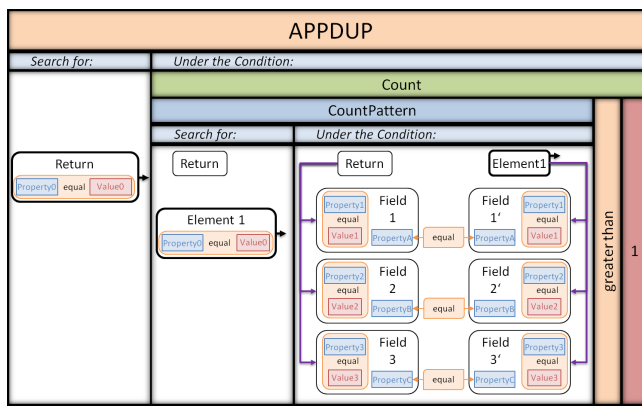 APPDUP
Search for:
Under the Condition:
Count
CountPattern
Search for:
Under the Condition:
Return
Property0 equal Value0
Return
Element 1
Property0 equal Value0
Return
Element1
Property1
equal
Value1
Field
1
PropertyA
equal
Field
1‘
PropertyA
Property1
equal
Value1
Property2
equal
Value2
Field
2
PropertyB
equal
Field
2‘
PropertyB
Property2
equal
Value2
Property3
equal
Value3
Field
3
PropertyC
equal
Field
3‘
PropertyC
Property3
equal
Value3
greater than
1